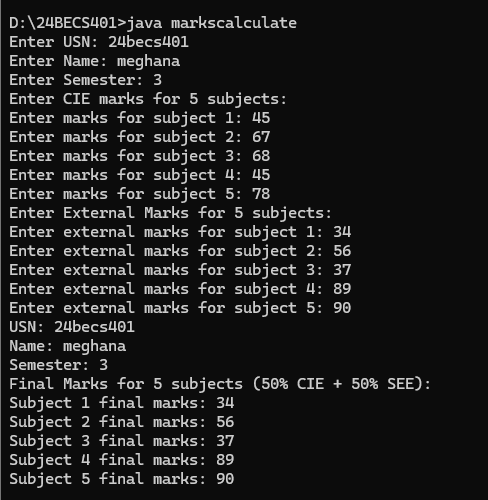 D:\24BECS401>java markscalculate
Enter USN: 24becs401
Enter Name: meghana
Enter Semester: 3
Enter CIE marks for 5 subjects:
Enter marks for subject 1: 45
Enter marks for subject 2: 67
Enter marks for subject 3: 68
Enter marks for subject 4: 45
Enter marks for subject 5: 78
Enter External Marks for 5 subjects:
Enter external marks for subject 1: 34
Enter external marks for subject 2: 56
Enter external marks for subject 3: 37
Enter external marks for subject 4: 89
Enter external marks for subject 5: 90
USN: 24becs401
Name: meghana
Semester: 3
Final Marks for 5 subjects (50% CIE + 50% SEE):
Subject 1 final marks: 34
Subject 2 final marks: 56
Subject 3 final marks: 37
Subject 4 final marks: 89
Subject 5 final marks: 90